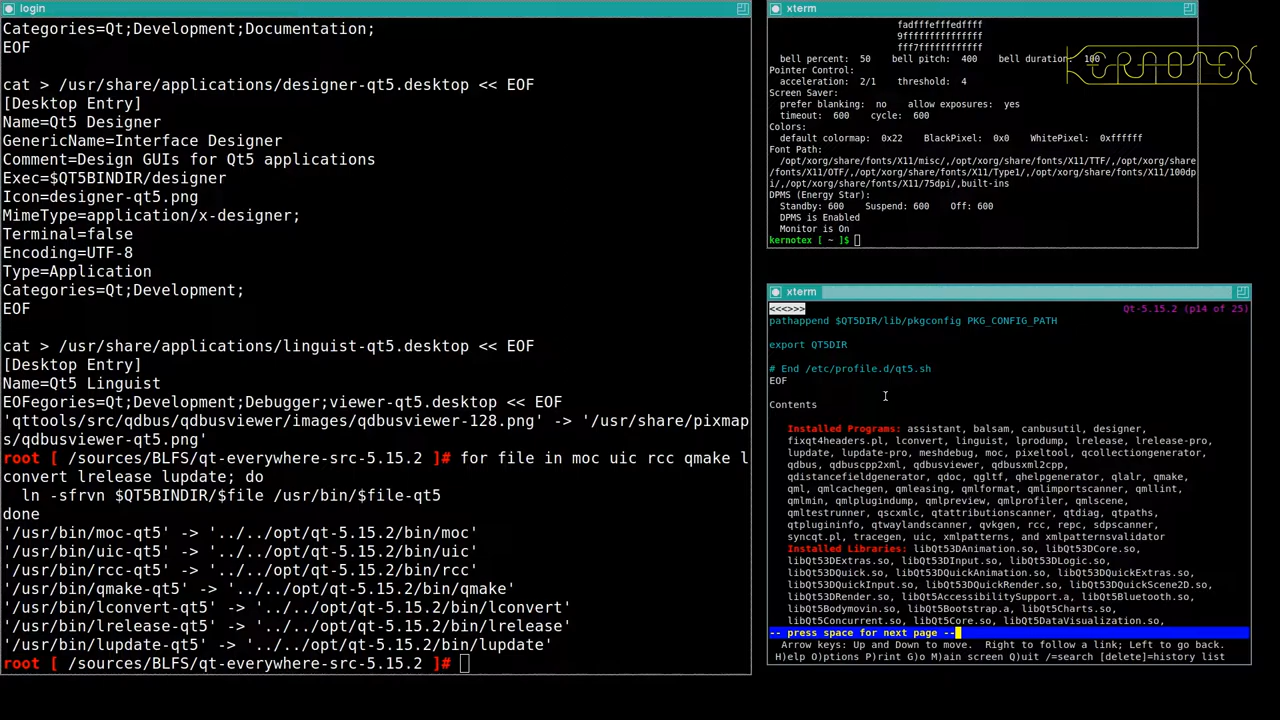 login
Categories=Qt;Development;Documentation;
EOF
cat > /usr/share/applications/designer-qt5.desktop << EOF
[Desktop Entry]
Name=Qt5 Designer
GenericName=Interface Designer
Comment=Design GUIs for Qt5 applications
Exec=$QT5BINDIR/designer
Icon=designer-qt5.png
MimeType=application/x-designer;
Terminal=false
Encoding=UTF-8
Type=Application
Categories=Qt;Development;
EOF
cat > /usr/share/applications/linguist-qt5.desktop << EOF
[Desktop Entry]
Name=Qt5 Linguist
EOFegories=Qt;Development;Debugger;viewer-qt5.desktop << EOF
'qttools/src/qdbus/qdbusviewer/images/qdbusviewer-128.png' -> '/usr/share/pixmap
s/qdbusviewer-qt5.png'
root [ /sources/BLFS/qt-everywhere-src-5.15.2 ]# for file in moc uic rcc qmake l
convert lrelease lupdate; do
  ln -sfrvn $QT5BINDIR/$file /usr/bin/$file-qt5
done
'/usr/bin/moc-qt5' -> '../../opt/qt-5.15.2/bin/moc'
'/usr/bin/uic-qt5' -> '../../opt/qt-5.15.2/bin/uic'
'/usr/bin/rcc-qt5' -> '../../opt/qt-5.15.2/bin/rcc'
'/usr/bin/qmake-qt5' -> '../../opt/qt-5.15.2/bin/qmake'
'/usr/bin/lconvert-qt5' -> '../../opt/qt-5.15.2/bin/lconvert'
'/usr/bin/lrelease-qt5' -> '../../opt/qt-5.15.2/bin/lrelease'
'/usr/bin/lupdate-qt5' -> '../../opt/qt-5.15.2/bin/lupdate'
root [ /sources/BLFS/qt-everywhere-src-5.15.2 ]#
xterm
fadfffefffedffff
9fffffffffffffff
fff7ffffffffffff
bell percent:  50    bell pitch:  400    bell duration:  100
Pointer Control:
  acceleration:  2/1    threshold:  4
Screen Saver:
  prefer blanking:  no    allow exposures:  yes
  timeout:  600    cycle:  600
Colors:
  default colormap:  0x22    BlackPixel:  0x0    WhitePixel:  0xffffff
Font Path:
  /opt/xorg/share/fonts/X11/misc/,/opt/xorg/share/fonts/X11/TTF/,/opt/xorg/share
/fonts/X11/OTF/,/opt/xorg/share/fonts/X11/Type1/,/opt/xorg/share/fonts/X11/100dp
i/,/opt/xorg/share/fonts/X11/75dpi/,built-ins
DPMS (Energy Star):
  Standby: 600    Suspend: 600    Off: 600
  DPMS is Enabled
  Monitor is On
kernotex [ ~ ]$
KERNOTEX
xterm
<<<>>> Qt-5.15.2 (p14 of 25)
pathappend $QT5DIR/lib/pkgconfig PKG_CONFIG_PATH
export QT5DIR
# End /etc/profile.d/qt5.sh
EOF
Contents
Installed Programs: assistant, balsam, canbusutil, designer,
fixqt4headers.pl, lconvert, linguist, lprodump, lrelease, lrelease-pro,
lupdate, lupdate-pro, meshdebug, moc, pixeltool, qcollectiongenerator,
qdbus, qdbuscpp2xml, qdbusviewer, qdbusxml2cpp,
qdistancefieldgenerator, qdoc, qgltf, qhelpgenerator, qlalr, qmake,
qml, qmlcachegen, qmleasing, qmlformat, qmlimportscanner, qmllint,
qmlmin, qmlplugindump, qmlpreview, qmlprofiler, qmlscene,
qmltestrunner, qscxmlc, qtattributionscanner, qtdiag, qtpaths,
qtplugininfo, qtwaylandscanner, qvkgen, rcc, repc, sdpscanner,
syncqt.pl, tracegen, uic, xmlpatterns, and xmlpatternsvalidator
Installed Libraries: libQt53DAnimation.so, libQt53DCore.so,
libQt53DExtras.so, libQt53DInput.so, libQt53DLogic.so,
libQt53DQuick.so, libQt53DQuickAnimation.so, libQt53DQuickExtras.so,
libQt53DQuickInput.so, libQt53DQuickRender.so, libQt53DQuickScene2D.so,
libQt53DRender.so, libQt5AccessibilitySupport.a, libQt5Bluetooth.so,
libQt5Bodymovin.so, libQt5Bootstrap.a, libQt5Charts.so,
libQt5Concurrent.so, libQt5Core.so, libQt5DataVisualization.so,
-- press space for next page --
Arrow keys: Up and Down to move.  Right to follow a link; Left to go back.
H)elp O)ptions P)rint G)o M)ain screen Q)uit /=search [delete]=history list